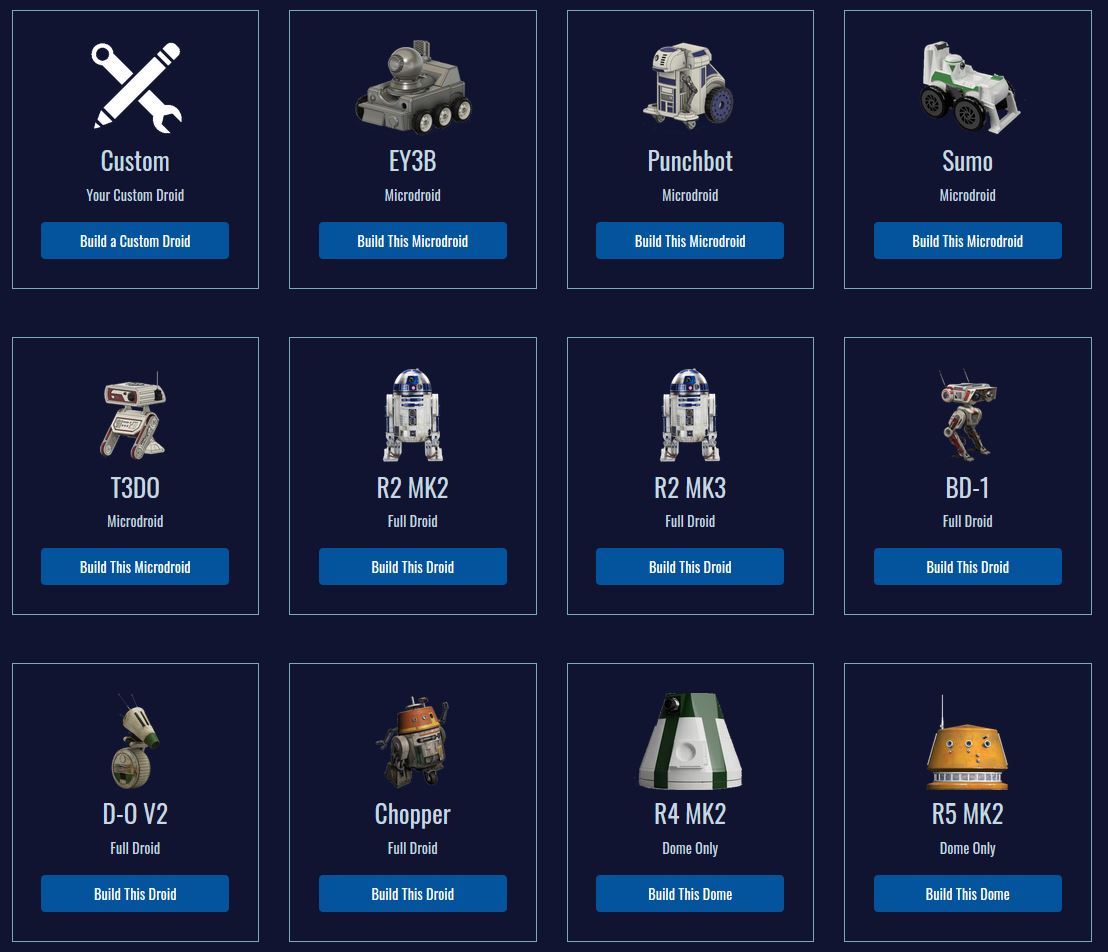 Custom
Your Custom Droid
Build a Custom Droid
EY3B
Microdroid
Build This Microdroid
Punchbot
Microdroid
Build This Microdroid
Sumo
Microdroid
Build This Microdroid
T3D0
Microdroid
Build This Microdroid
R2 MK2
Full Droid
Build This Droid
R2 MK3
Full Droid
Build This Droid
BD-1
Full Droid
Build This Droid
D-O V2
Full Droid
Build This Droid
Chopper
Full Droid
Build This Droid
R4 MK2
Dome Only
Build This Dome
R5 MK2
Dome Only
Build This Dome